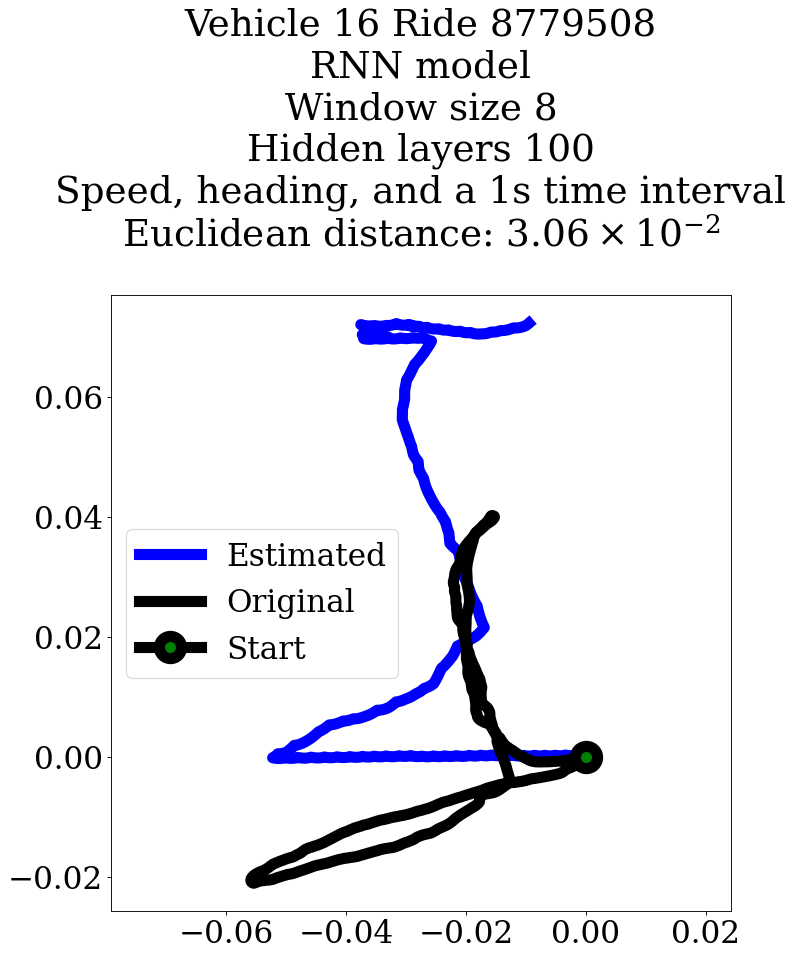 Vehicle 16 Ride 8779508
RNN model
Window size 8
Hidden layers 100
Speed, heading, and a 1s time interval
Euclidean distance: 3.06 × 10⁻²
0.06
0.04
0.02
0.00
−0.02
Estimated
Original
Start
−0.06 −0.04 −0.02 0.00 0.02